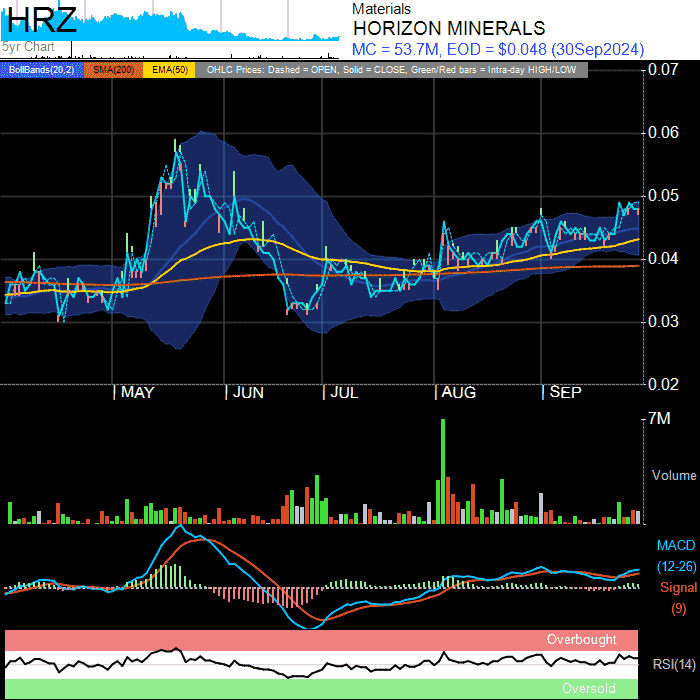 HRZ
5yr Chart
Materials
HORIZON MINERALS
MC = 53.7M, EOD = $0.048 (30Sep2024)
BollBands(20,2) SMA(200) EMA(50) OHLC Prices: Dashed = OPEN, Solid = CLOSE, Green/Red bars = Intra-day HIGH/LOW
0.07
0.06
0.05
0.04
0.03
0.02
MAY JUN JUL AUG SEP
7M
Volume
MACD
(12-26)
Signal
(9)
Overbought
RSI(14)
Oversold